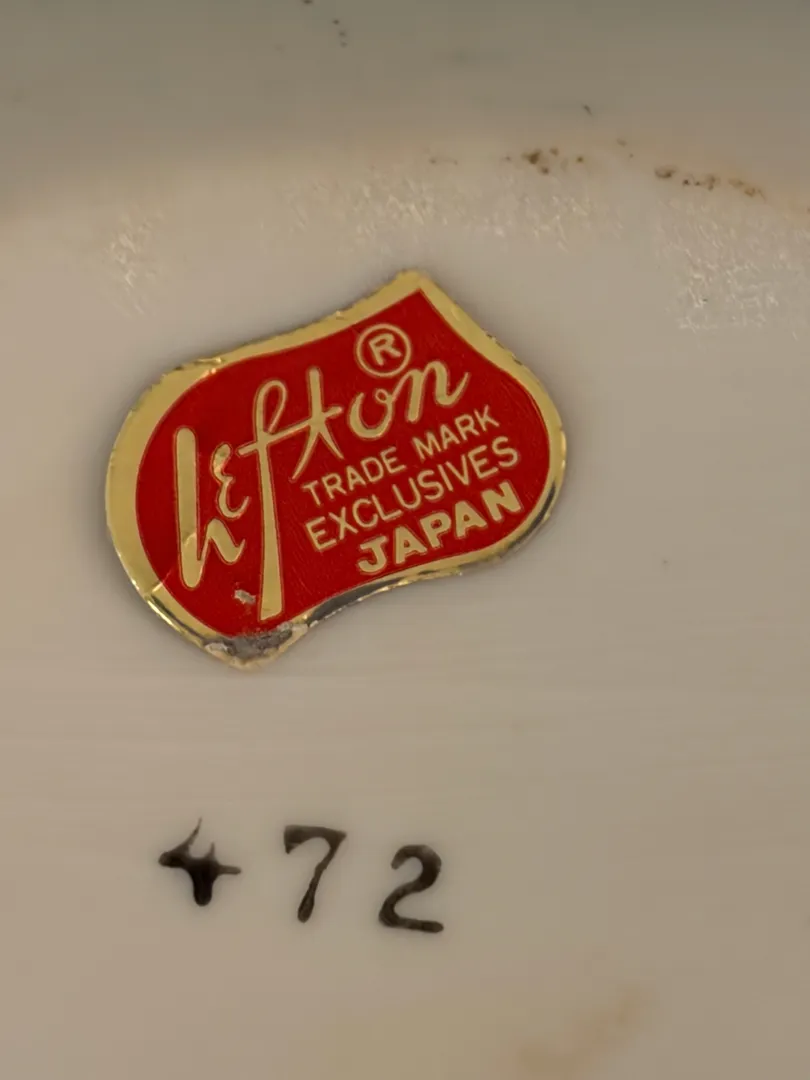 ®
lefton
TRADE MARK
EXCLUSIVES
JAPAN
472